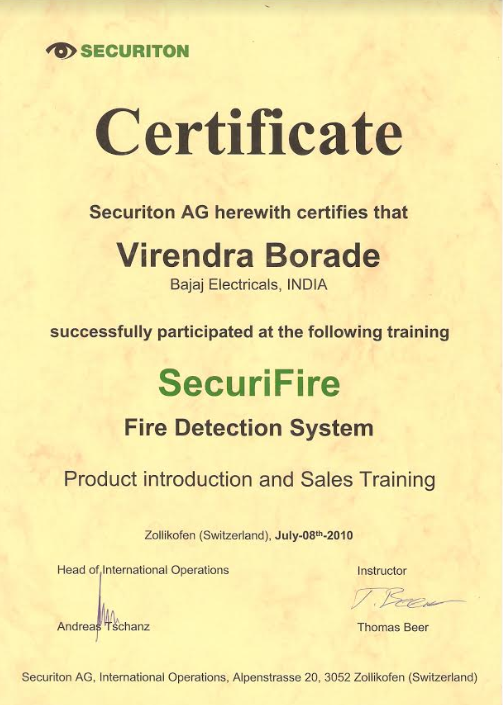 SECURITON
Certificate
Securiton AG herewith certifies that
Virendra Borade
Bajaj Electricals, INDIA
successfully participated at the following training
SecuriFire
Fire Detection System
Product introduction and Sales Training
Zollikofen (Switzerland), July-08th-2010
Head of International Operations
Instructor
T. Beer
Andreas Tschanz
Thomas Beer
Securiton AG, International Operations, Alpenstrasse 20, 3052 Zollikofen (Switzerland)